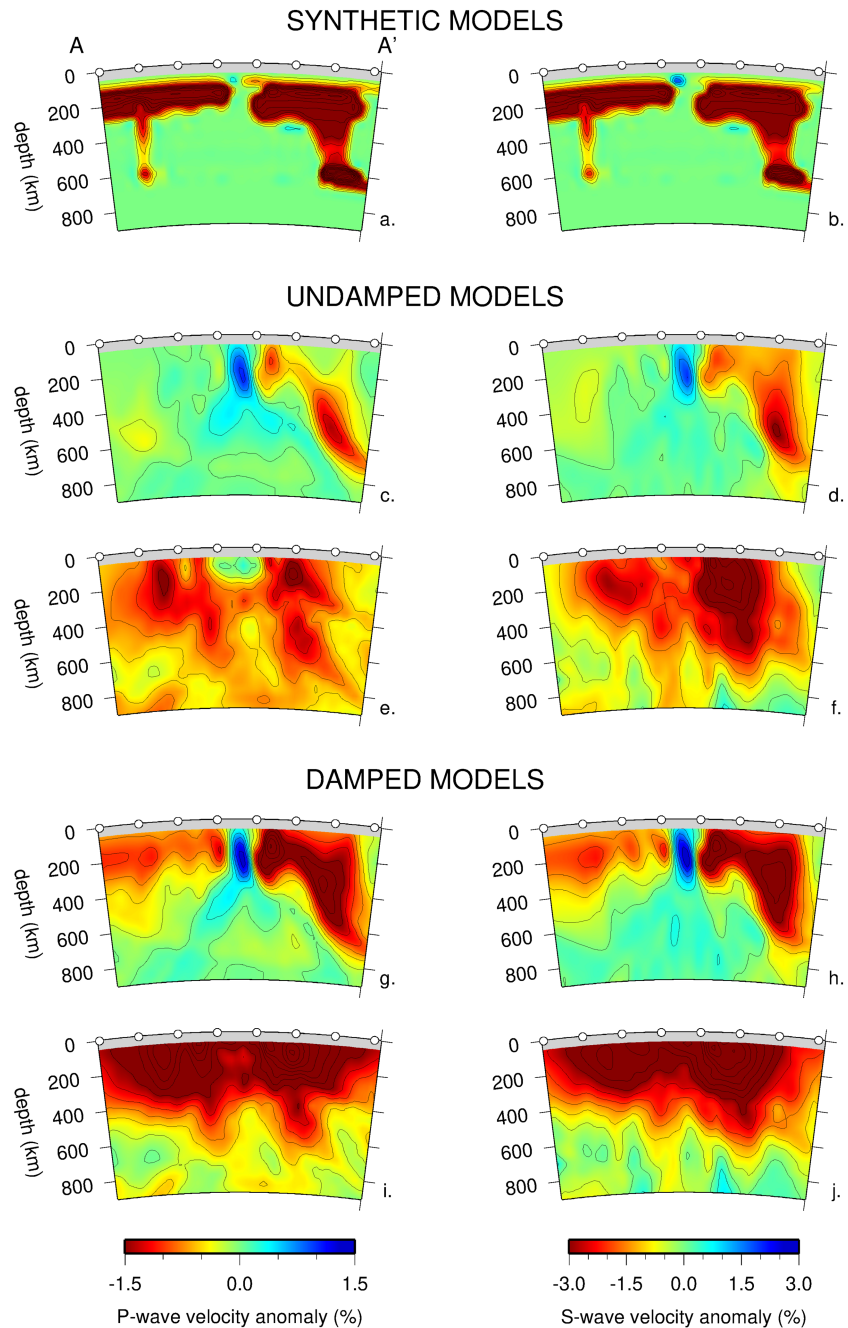 SYNTHETIC MODELS
A A'
0
200
400
600
800
depth (km)
a.
b.
0
200
400
600
800
UNDAMPED MODELS
0
200
400
600
800
depth (km)
c.
d.
0
200
400
600
800
0
200
400
600
800
depth (km)
e.
f.
0
200
400
600
800
DAMPED MODELS
0
200
400
600
800
depth (km)
g.
h.
0
200
400
600
800
0
200
400
600
800
depth (km)
i.
j.
0
200
400
600
800
-1.5 0.0 1.5
P-wave velocity anomaly (%)
-3.0 -1.5 0.0 1.5 3.0
S-wave velocity anomaly (%)